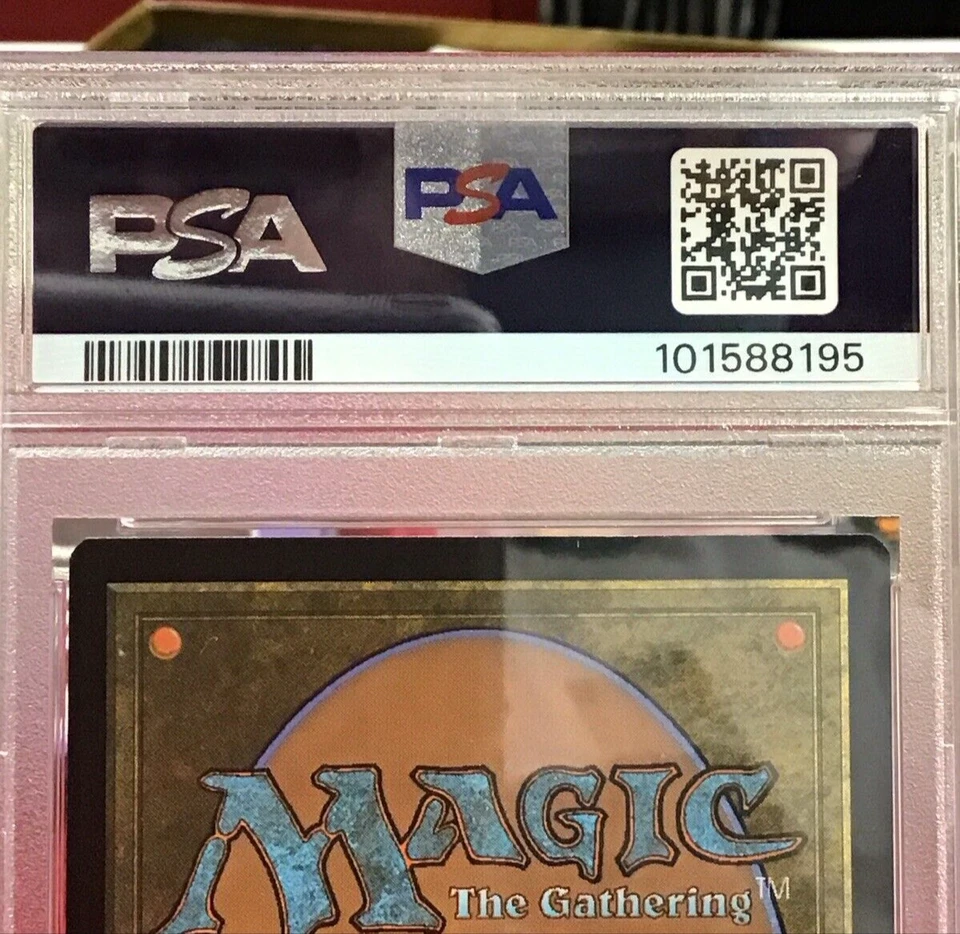 PSA
PSA
101588195
MAGIC
The Gathering™